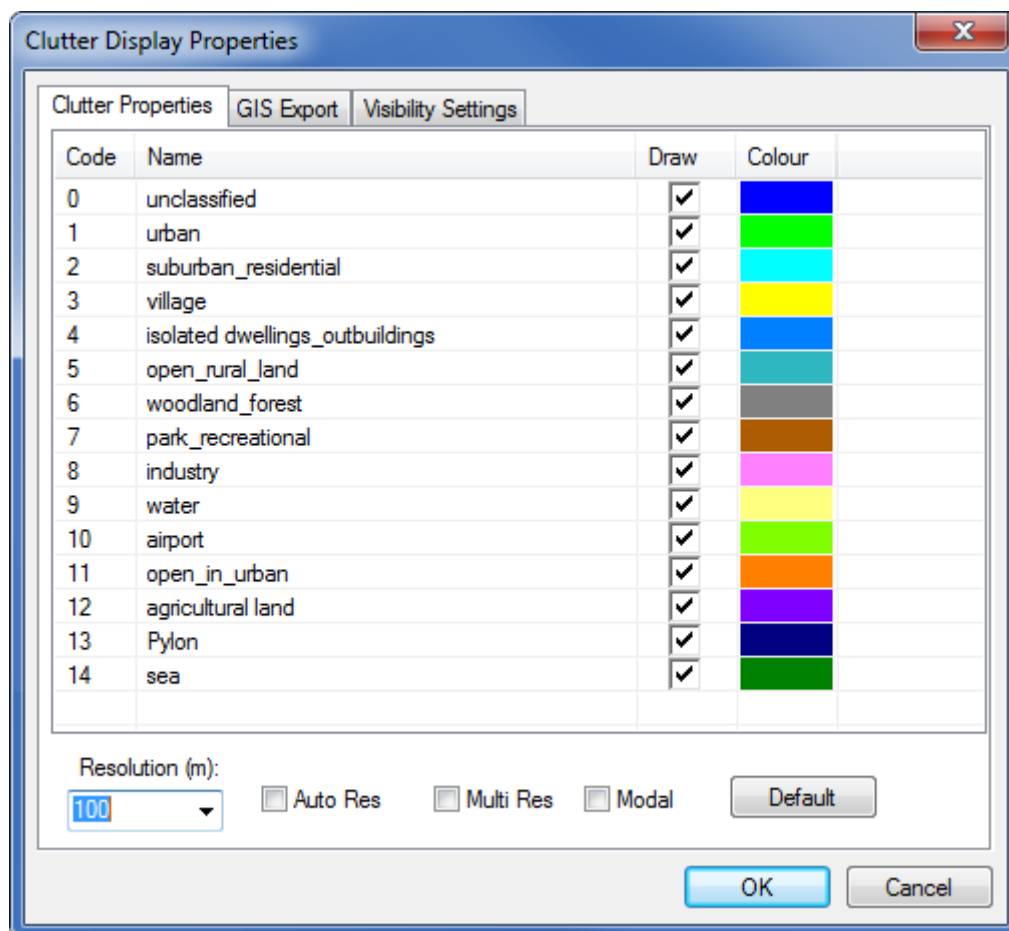 Clutter Display Properties
Clutter Properties GIS Export Visibility Settings
Code Name Draw Colour
0 unclassified
1 urban
2 suburban_residential
3 village
4 isolated dwellings_outbuildings
5 open_rural_land
6 woodland_forest
7 park_recreational
8 industry
9 water
10 airport
11 open_in_urban
12 agricultural land
13 Pylon
14 sea
Resolution (m):
100 Auto Res Multi Res Modal Default
OK Cancel